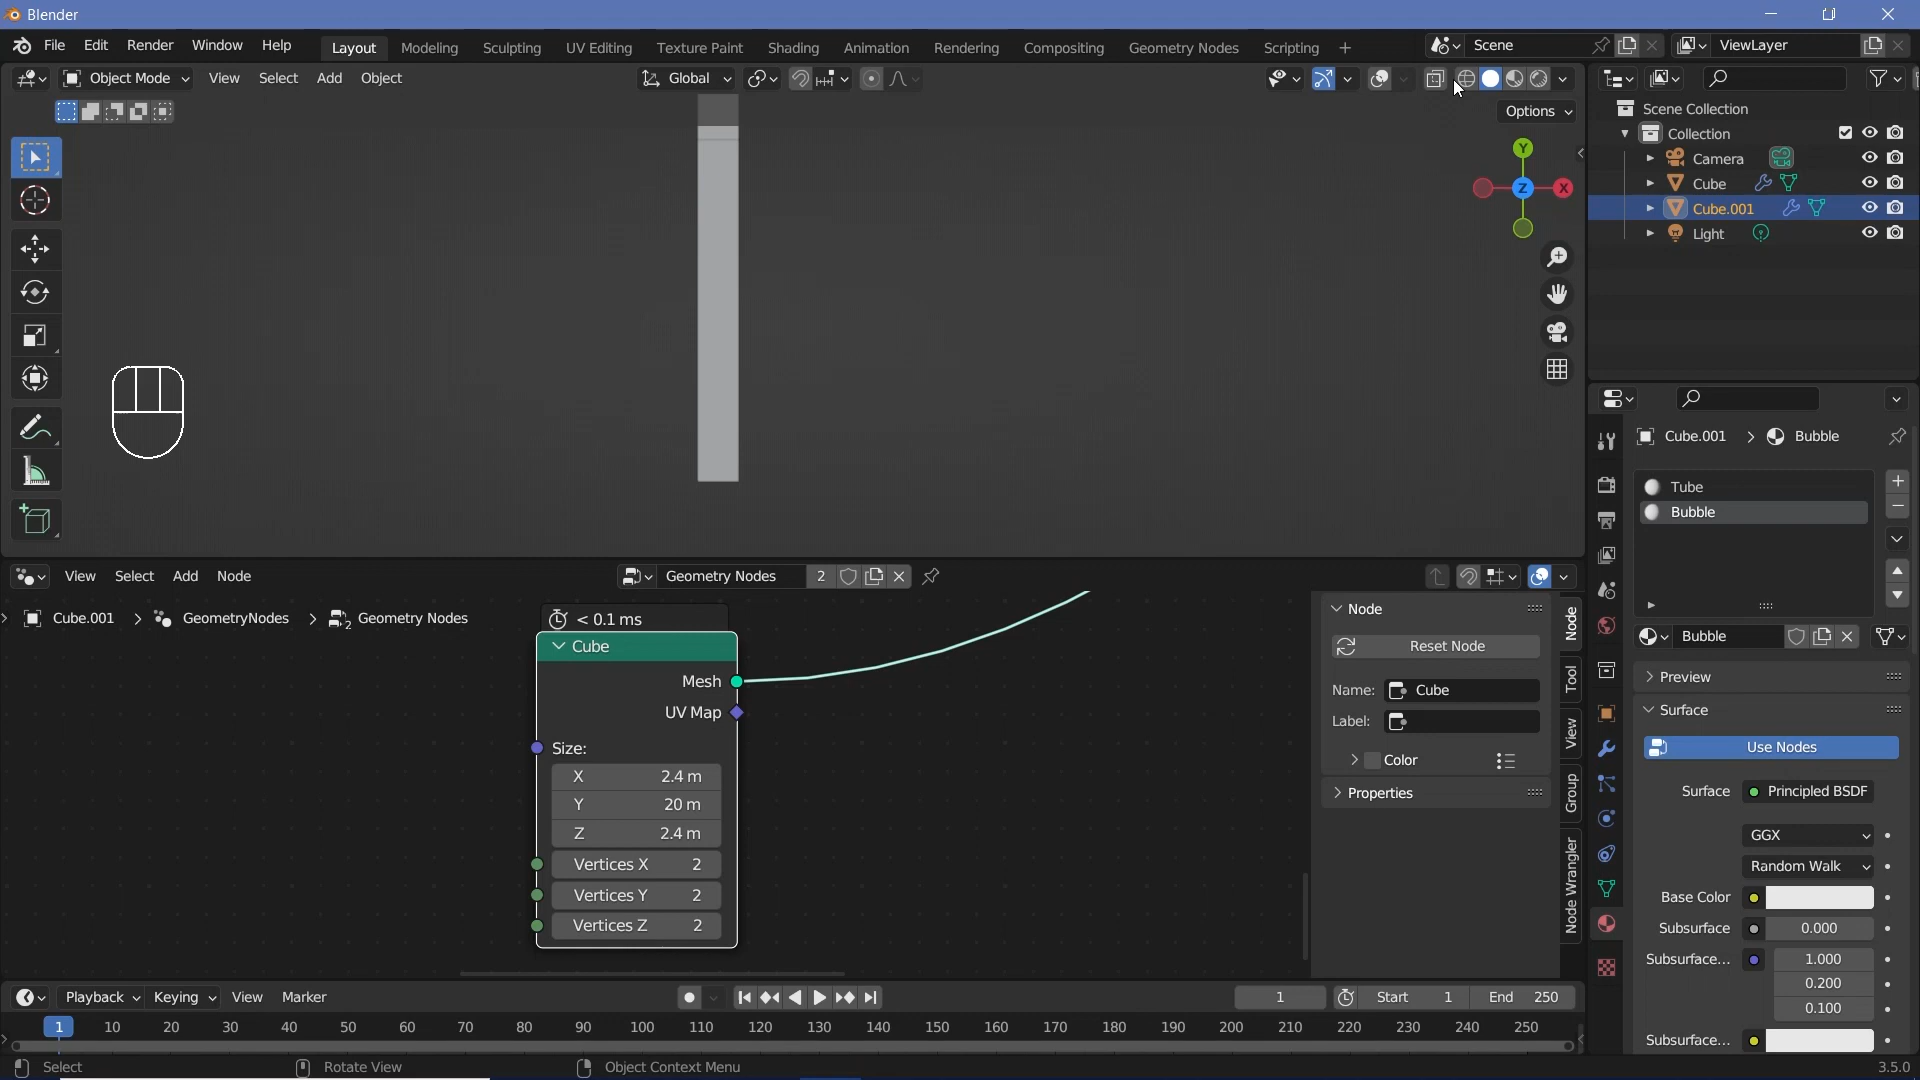 Blender
File Edit Render Window Help Layout Modeling Sculpting UV Editing Texture Paint Shading Animation Rendering Compositing Geometry Nodes Scripting + Scene ViewLayer
Object Mode View Select Add Object Global
Options
Y
Z X
Scene Collection
Collection
Camera
Cube
Cube.001
Light
Cube.001 > Bubble
Tube
Bubble
Bubble
Preview
Surface
Use Nodes
Surface Principled BSDF
GGX
Random Walk
Base Color
Subsurface 0.000
Subsurface... 1.000
0.200
0.100
Subsurface...
View Select Add Node Geometry Nodes 2
Cube.001 > GeometryNodes > 2 Geometry Nodes
< 0.1 ms
Cube
Mesh
UV Map
Size:
X 2.4 m
Y 20 m
Z 2.4 m
Vertices X 2
Vertices Y 2
Vertices Z 2
Node
Reset Node
Name: Cube
Label:
Color
Properties
Node
Tool
View
Group
Node Wrangler
Playback Keying View Marker 1 Start 1 End 250
1 10 20 30 40 50 60 70 80 90 100 110 120 130 140 150 160 170 180 190 200 210 220 230 240 250
Select Rotate View Object Context Menu 3.5.0